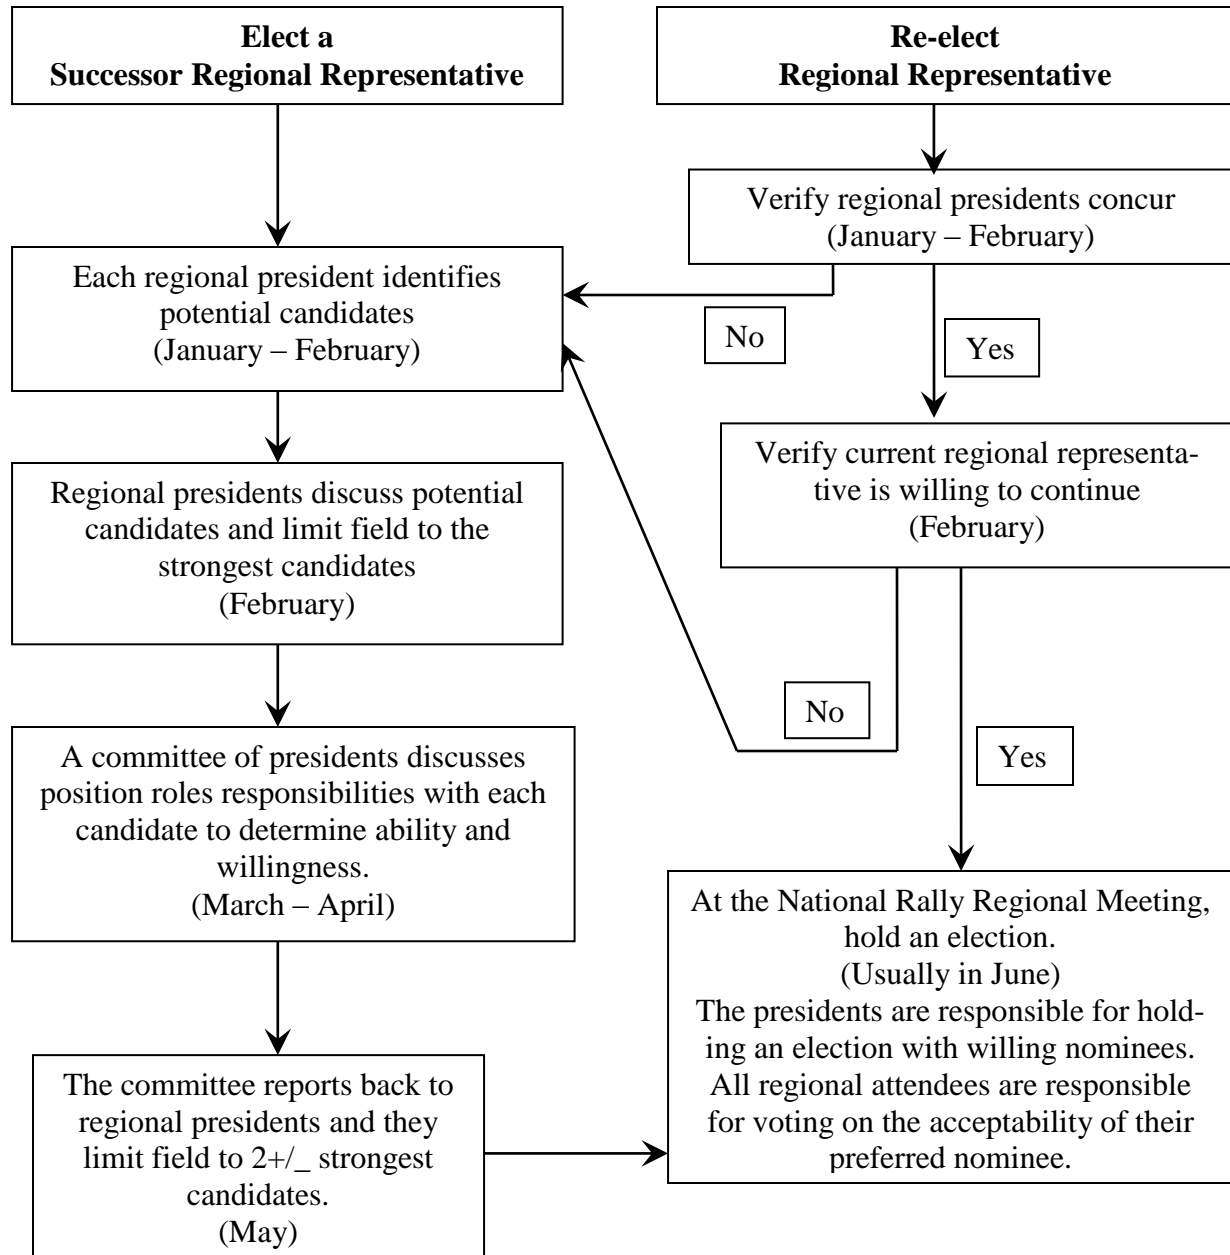 Elect a
Successor Regional Representative
Re-elect
Regional Representative
Verify regional presidents concur
(January – February)
Each regional president identifies
potential candidates
(January – February)
No
Yes
Verify current regional representa-
tive is willing to continue
(February)
Regional presidents discuss potential
candidates and limit field to the
strongest candidates
(February)
No
Yes
A committee of presidents discusses
position roles responsibilities with each
candidate to determine ability and
willingness.
(March – April)
At the National Rally Regional Meeting,
hold an election.
(Usually in June)
The presidents are responsible for hold-
ing an election with willing nominees.
All regional attendees are responsible
for voting on the acceptability of their
preferred nominee.
The committee reports back to
regional presidents and they
limit field to 2+/_ strongest
candidates.
(May)